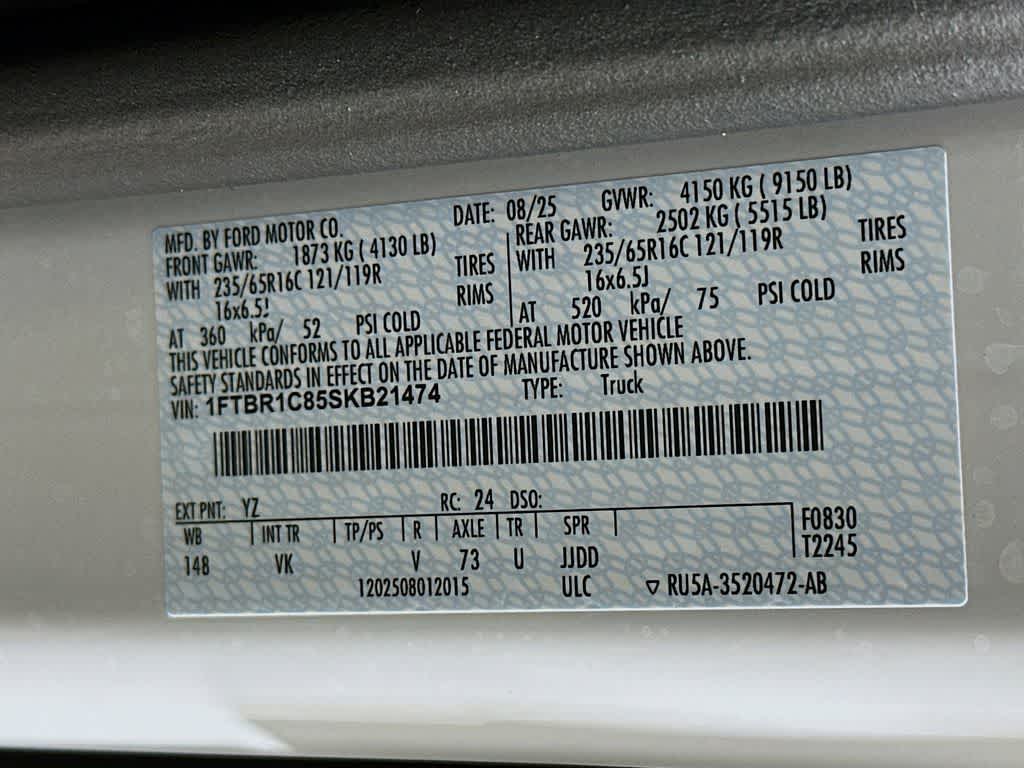 MFD. BY FORD MOTOR CO. DATE: 08/25 GVWR: 4150 KG ( 9150 LB)
FRONT GAWR: 1873 KG ( 4130 LB) REAR GAWR: 2502 KG ( 5515 LB)
WITH 235/65R16C 121/119R TIRES WITH 235/65R16C 121/119R TIRES
16x6.5J RIMS 16x6.5J RIMS
AT 360 kPa/ 52 PSI COLD AT 520 kPa/ 75 PSI COLD
THIS VEHICLE CONFORMS TO ALL APPLICABLE FEDERAL MOTOR VEHICLE
SAFETY STANDARDS IN EFFECT ON THE DATE OF MANUFACTURE SHOWN ABOVE.
VIN: 1FTBR1C85SKB21474 TYPE: Truck
EXT PNT: YZ RC: 24 DSO:
WB INT TR TP/PS R AXLE TR SPR F0830
148 VK V 73 U JJDD T2245
1202508012015 ULC ▽ RU5A-3520472-AB